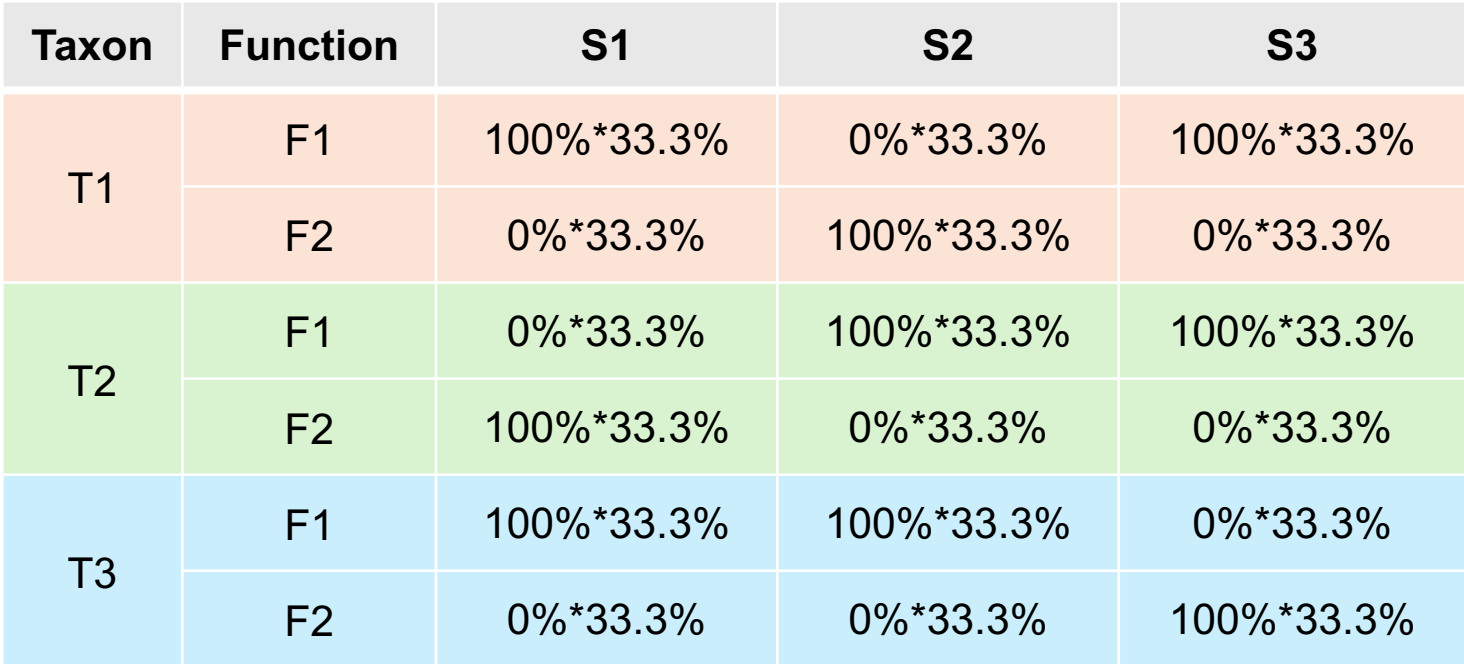 Taxon Function S1 S2 S3
T1
F1 100%*33.3% 0%*33.3% 100%*33.3%
F2 0%*33.3% 100%*33.3% 0%*33.3%
T2
F1 0%*33.3% 100%*33.3% 100%*33.3%
F2 100%*33.3% 0%*33.3% 0%*33.3%
T3
F1 100%*33.3% 100%*33.3% 0%*33.3%
F2 0%*33.3% 0%*33.3% 100%*33.3%